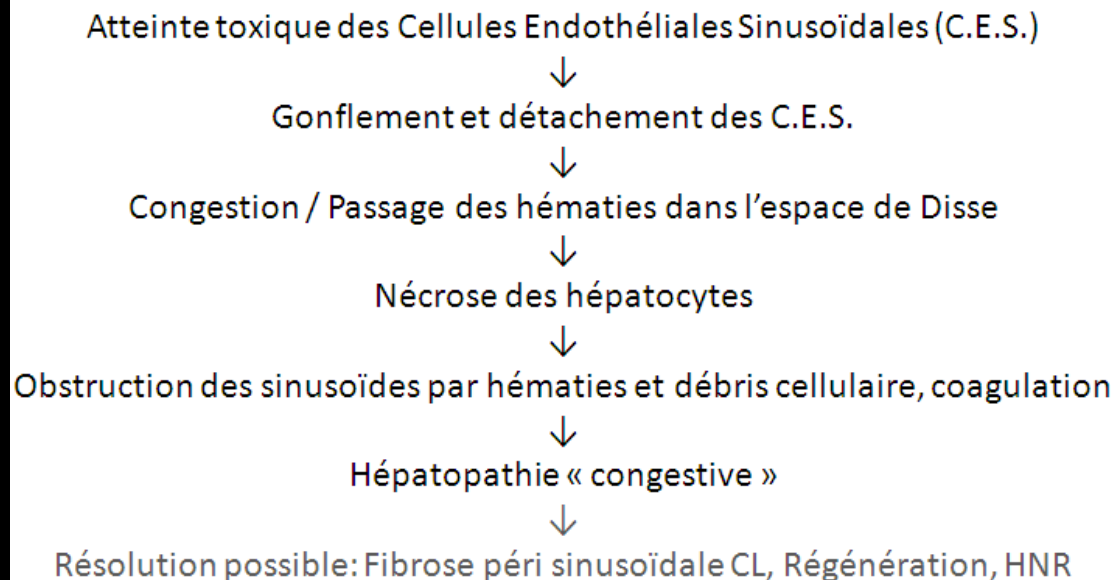 Atteinte toxique des Cellules Endothéliales Sinusoïdales (C.E.S.)
↓
Gonflement et détachement des C.E.S.
↓
Congestion / Passage des hématies dans l’espace de Disse
↓
Nécrose des hépatocytes
↓
Obstruction des sinusoïdes par hématies et débris cellulaire, coagulation
↓
Hépatopathie « congestive »
↓
Résolution possible: Fibrose péri sinusoïdale CL, Régénération, HNR